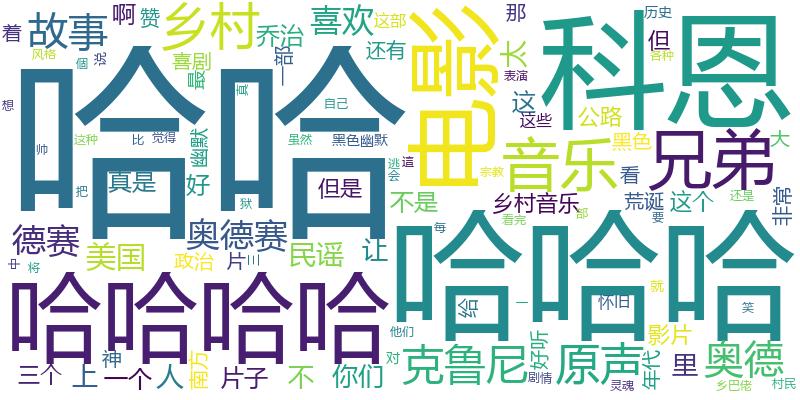 着
啊
赞
乡村
乔治
喜欢
这部
那
但
历史
故事
还有
太
表演
各种
风格
個
说
喜剧
最
一部
电影
科恩
想
哈哈
真
自己
这
这些
公路
黑色
大
帅
这种
比
觉得
幽默
虽然
黑色幽默
逃
這
宗教
音乐
兄弟
看
真是
好
但是
会
把
狱
不是
乡村音乐
荒诞
这个
还是
非常
德赛
奥德赛
看完
部
要
每
中
将
美国
政治
片
三
民谣
让
哈哈哈
哈哈哈哈
给
一
怀旧
就
笑
他们
影片
三个
上
神
一个
人
南方
片子
不
你们
对
克鲁尼
好听
剧情
原声
灵魂
年代
里
奥德
乡巴佬
村民